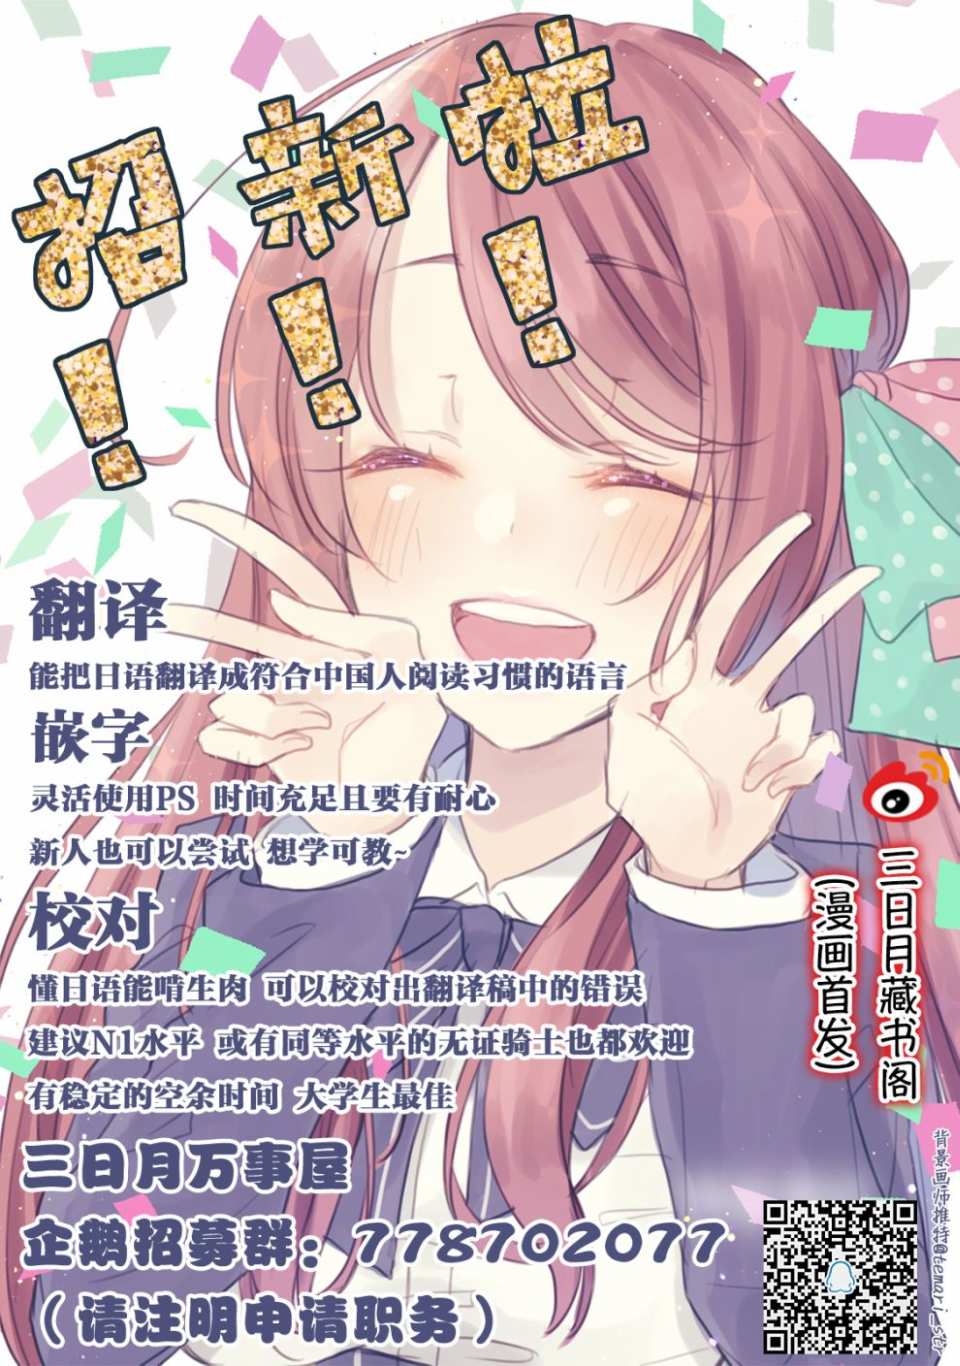 招！新！拉！
翻译
能把日语翻译成符合中国人阅读习惯的语言
嵌字
灵活使用PS 时间充足且要有耐心
新人也可以尝试 想学可教~
校对
懂日语能啃生肉 可以校对出翻译稿中的错误
建议N1水平 或有同等水平的无证骑士也都欢迎
有稳定的空余时间 大学生最佳
三日月万事屋
企鹅招募群：778702077
（请注明申请职务）
三日月藏书阁
（漫画首发）
背景画师推特@temari_str